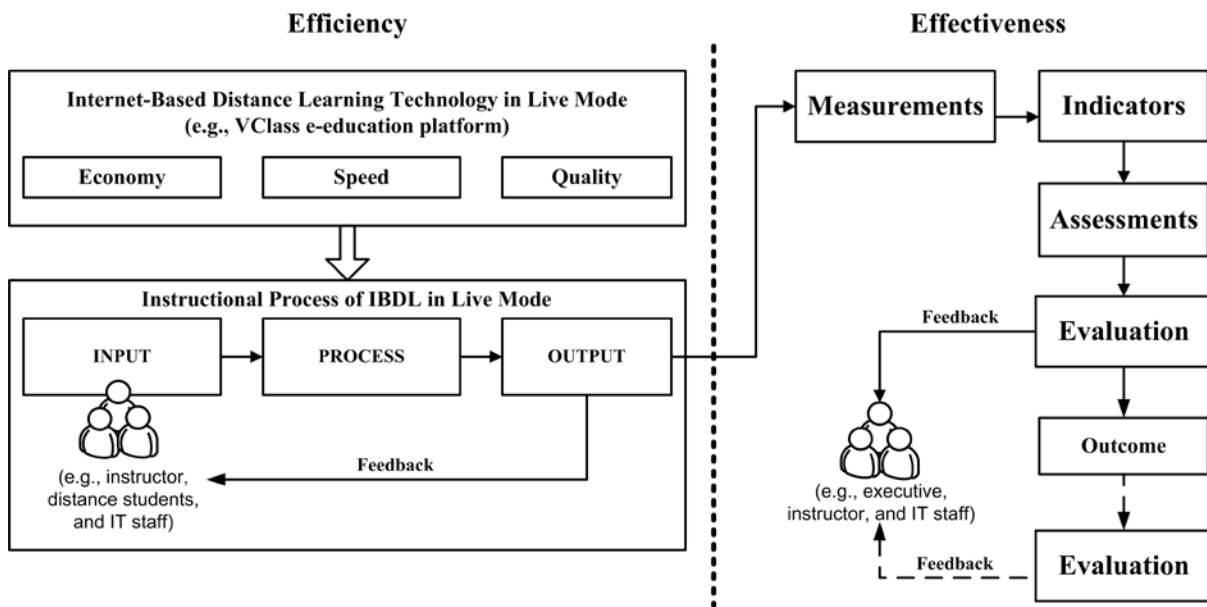 Efficiency
Internet-Based Distance Learning Technology in Live Mode
(e.g., VClass e-education platform)
Economy
Speed
Quality
Instructional Process of IBDL in Live Mode
INPUT
PROCESS
OUTPUT
Feedback
(e.g., instructor,
distance students,
and IT staff)
Effectiveness
Measurements
Indicators
Assessments
Evaluation
Feedback
(e.g., executive,
instructor, and IT staff)
Outcome
Evaluation
Feedback